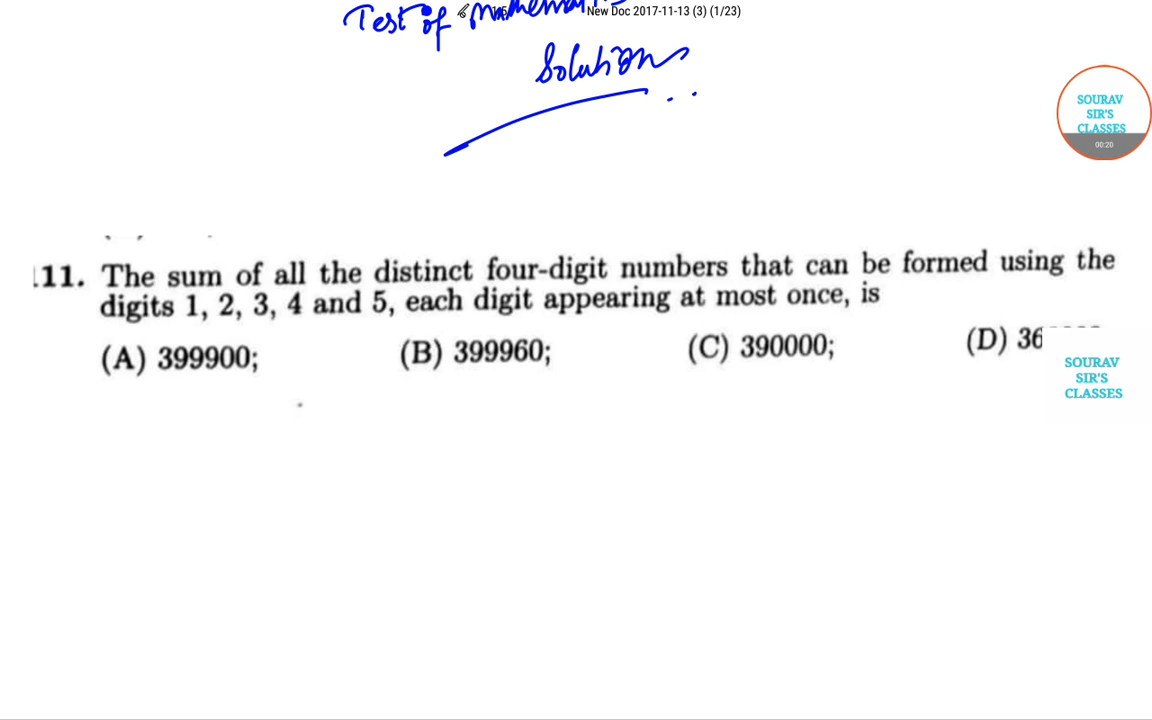 Test of
New Doc 2017-11-13 (3) (1/23)
Solutions
SOURAV
SIR'S
CLASSES
00:20
11. The sum of all the distinct four-digit numbers that can be formed using the
digits 1, 2, 3, 4 and 5, each digit appearing at most once, is
(A) 399900; (B) 399960; (C) 390000; (D) 36
SOURAV
SIR'S
CLASSES